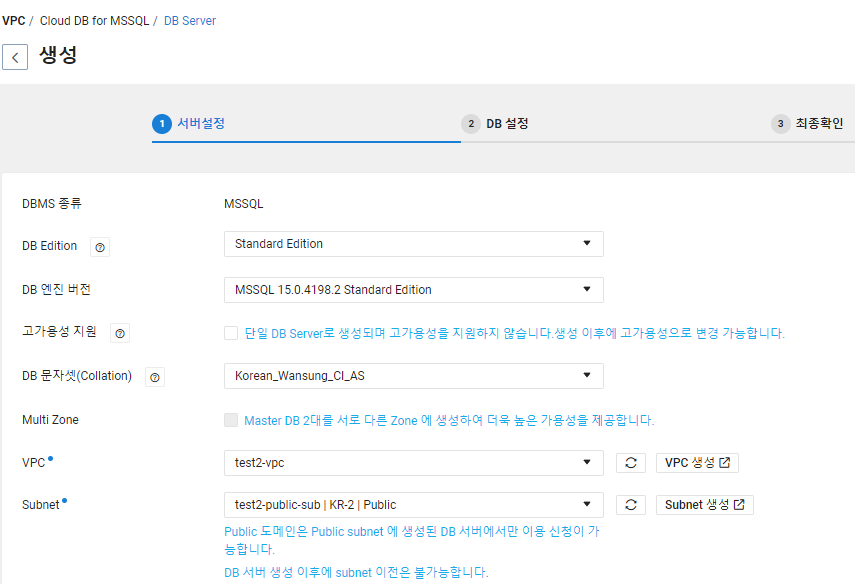 VPC / Cloud DB for MSSQL / DB Server
생성
1 서버설정 2 DB 설정 3 최종확인
DBMS 종류 MSSQL
DB Edition Standard Edition
DB 엔진 버전 MSSQL 15.0.4198.2 Standard Edition
고가용성 지원 단일 DB Server로 생성되며 고가용성을 지원하지 않습니다.생성 이후에 고가용성으로 변경 가능합니다.
DB 문자셋(Collation) Korean_Wansung_CI_AS
Multi Zone Master DB 2대를 서로 다른 Zone 에 생성하여 더욱 높은 가용성을 제공합니다.
VPC test2-vpc VPC 생성
Subnet test2-public-sub | KR-2 | Public Subnet 생성
Public 도메인은 Public subnet 에 생성된 DB 서버에서만 이용 신청이 가
능합니다.
DB 서버 생성 이후에 subnet 이전은 불가능합니다.